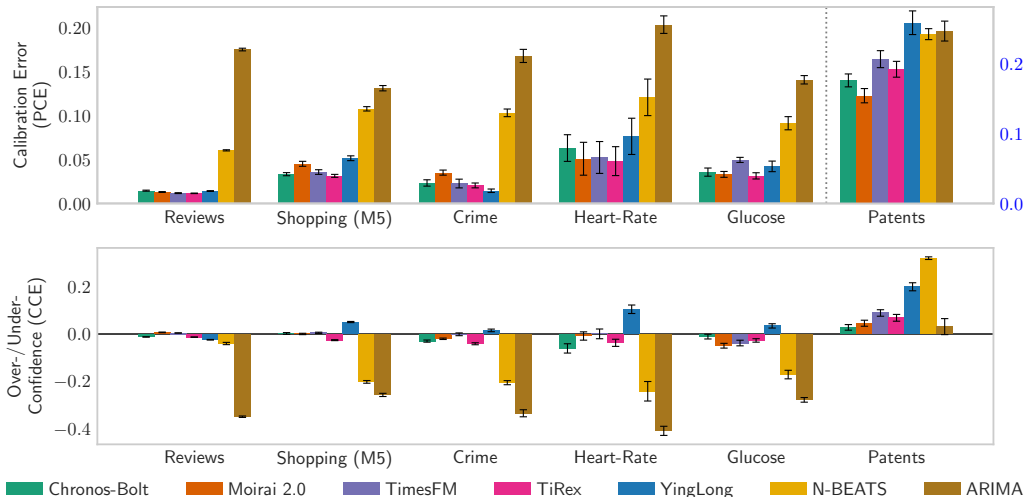 Calibration Error
(PCE)
0.20
0.15
0.10
0.05
0.00
0.2
0.1
0.0
Reviews Shopping (M5) Crime Heart-Rate Glucose Patents
Over-/Under-
Confidence (CCE)
0.2
0.0
−0.2
−0.4
Reviews Shopping (M5) Crime Heart-Rate Glucose Patents
Chronos-Bolt Moirai 2.0 TimesFM TiRex YingLong N-BEATS ARIMA